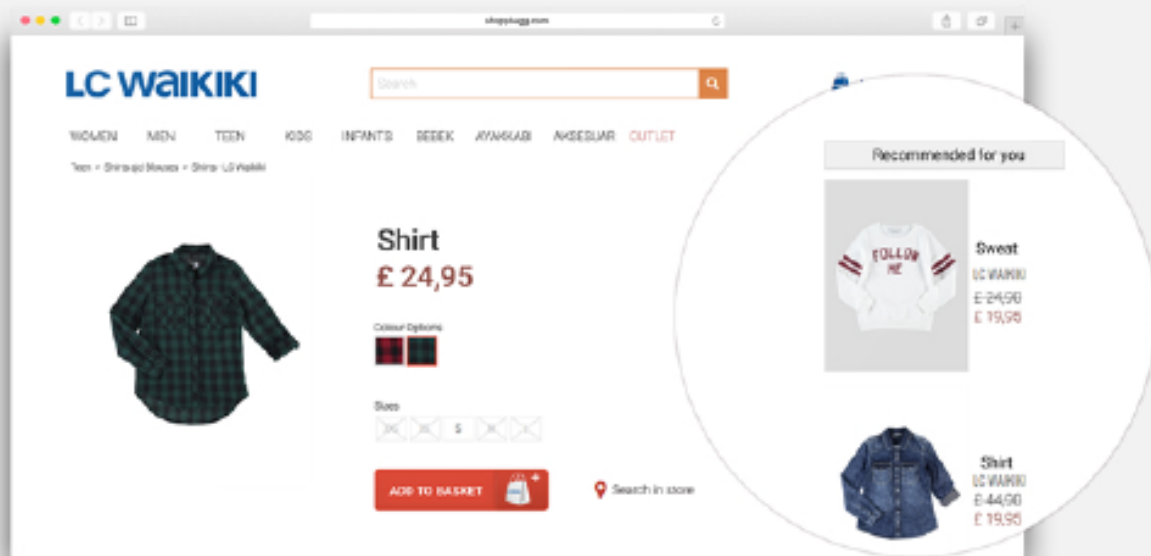 LC WAIKIKI
Search
WOMEN MEN TEEN KIDS INFANTS BEBEK AYAKKABI AKSESUAR OUTLET
Shirt
£ 24,95
Colour Options
Sizes
S
ADD TO BASKET
Search in store
Recommended for you
FOLLOW
ME
Sweat
LC WAIKIKI
£ 24,90
£ 19,95
Shirt
LC WAIKIKI
£ 44,90
£ 19,95